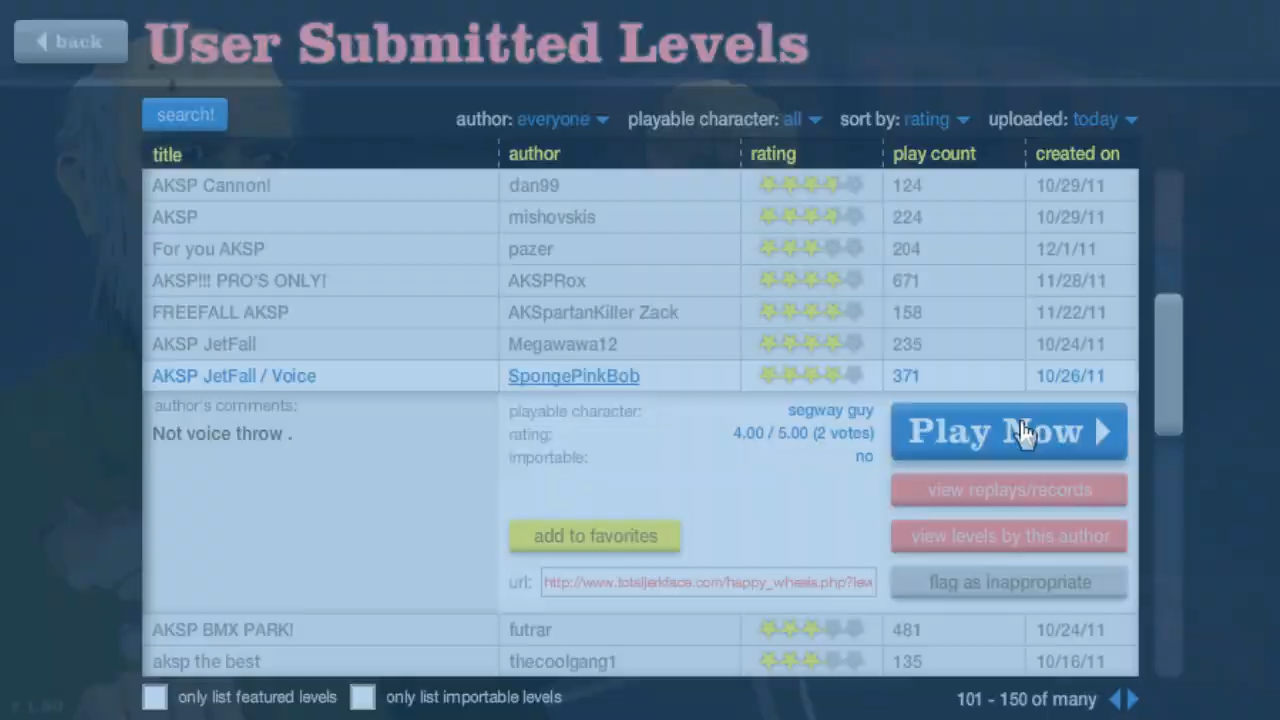 back
User Submitted Levels
search!
author: everyone playable character: all sort by: rating uploaded: today
title author rating play count created on
AKSP Cannon! dan99 124 10/29/11
AKSP mishovskis 224 10/29/11
For you AKSP pazer 204 12/1/11
AKSP!!! PRO'S ONLY! AKSPRox 671 11/28/11
FREEFALL AKSP AKSpartanKiller Zack 158 11/22/11
AKSP JetFall Megawawa12 235 10/24/11
AKSP JetFall / Voice SpongePinkBob 371 10/26/11
author's comments:
Not voice throw .
playable character: segway guy
rating: 4.00 / 5.00 (2 votes)
importable: no
Play Now
view replays/records
add to favorites
view levels by this author
url: http://www.totaljerkface.com/happy_wheels.php?lev
flag as inappropriate
AKSP BMX PARK! futrar 481 10/24/11
aksp the best thecoolgang1 135 10/16/11
only list featured levels only list importable levels
101 - 150 of many